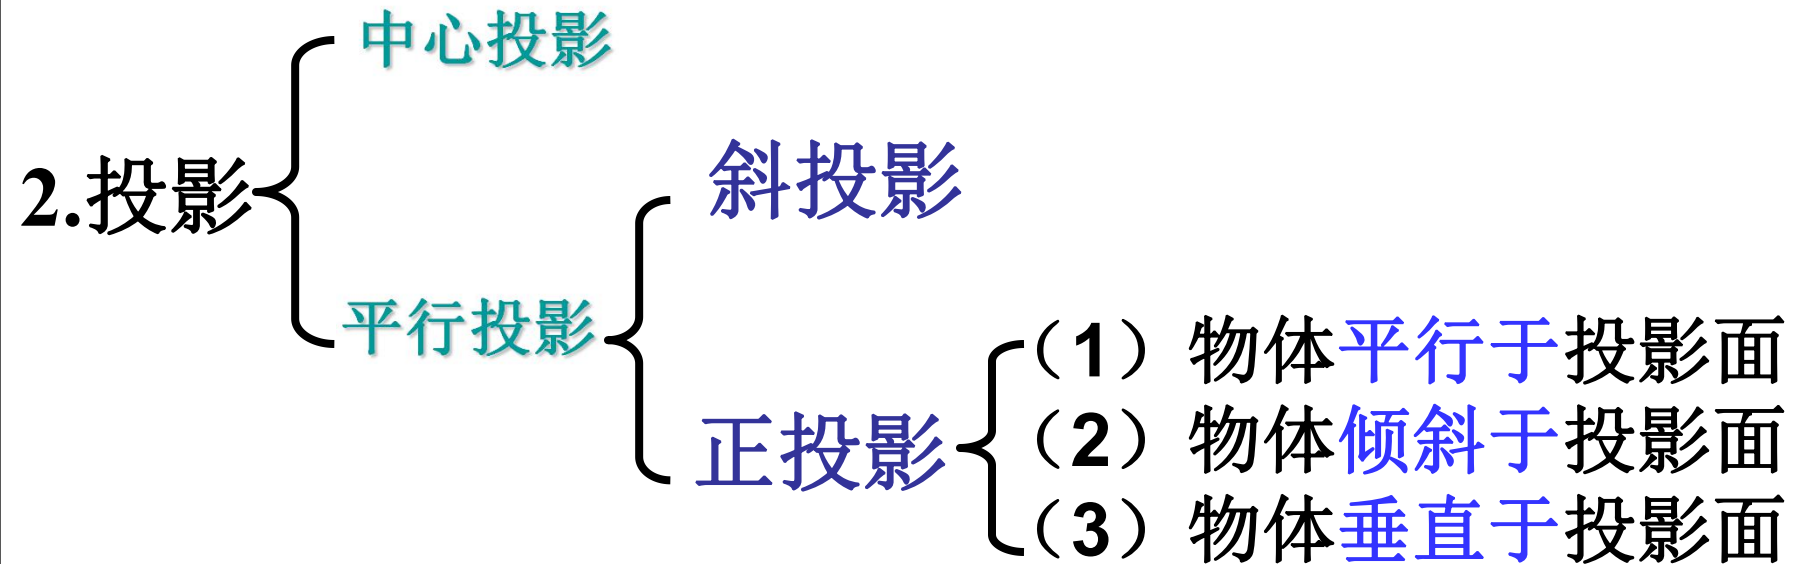 中心投影
斜投影
2.投影
平行投影
（1）物体平行于投影面
正投影
（2）物体倾斜于投影面
（3）物体垂直于投影面